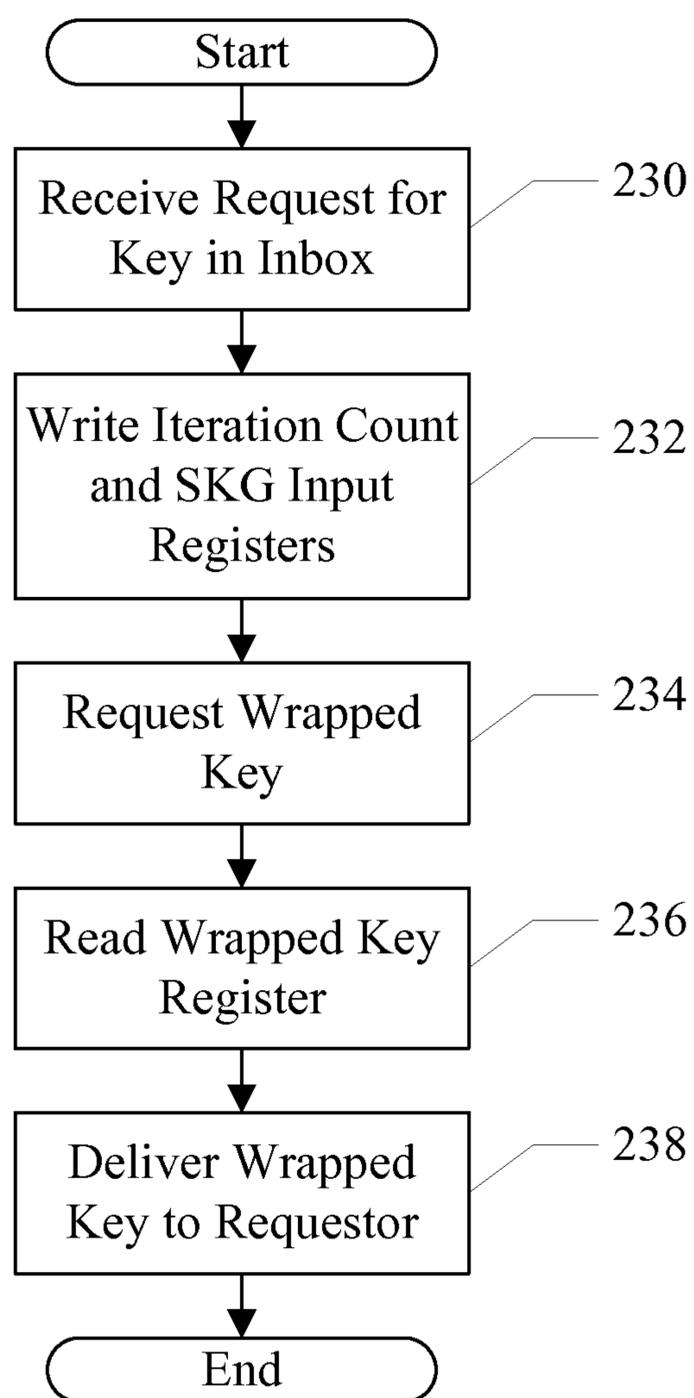 Start
Receive Request for
Key in Inbox
230
Write Iteration Count
and SKG Input
Registers
232
Request Wrapped
Key
234
Read Wrapped Key
Register
236
Deliver Wrapped
Key to Requestor
238
End